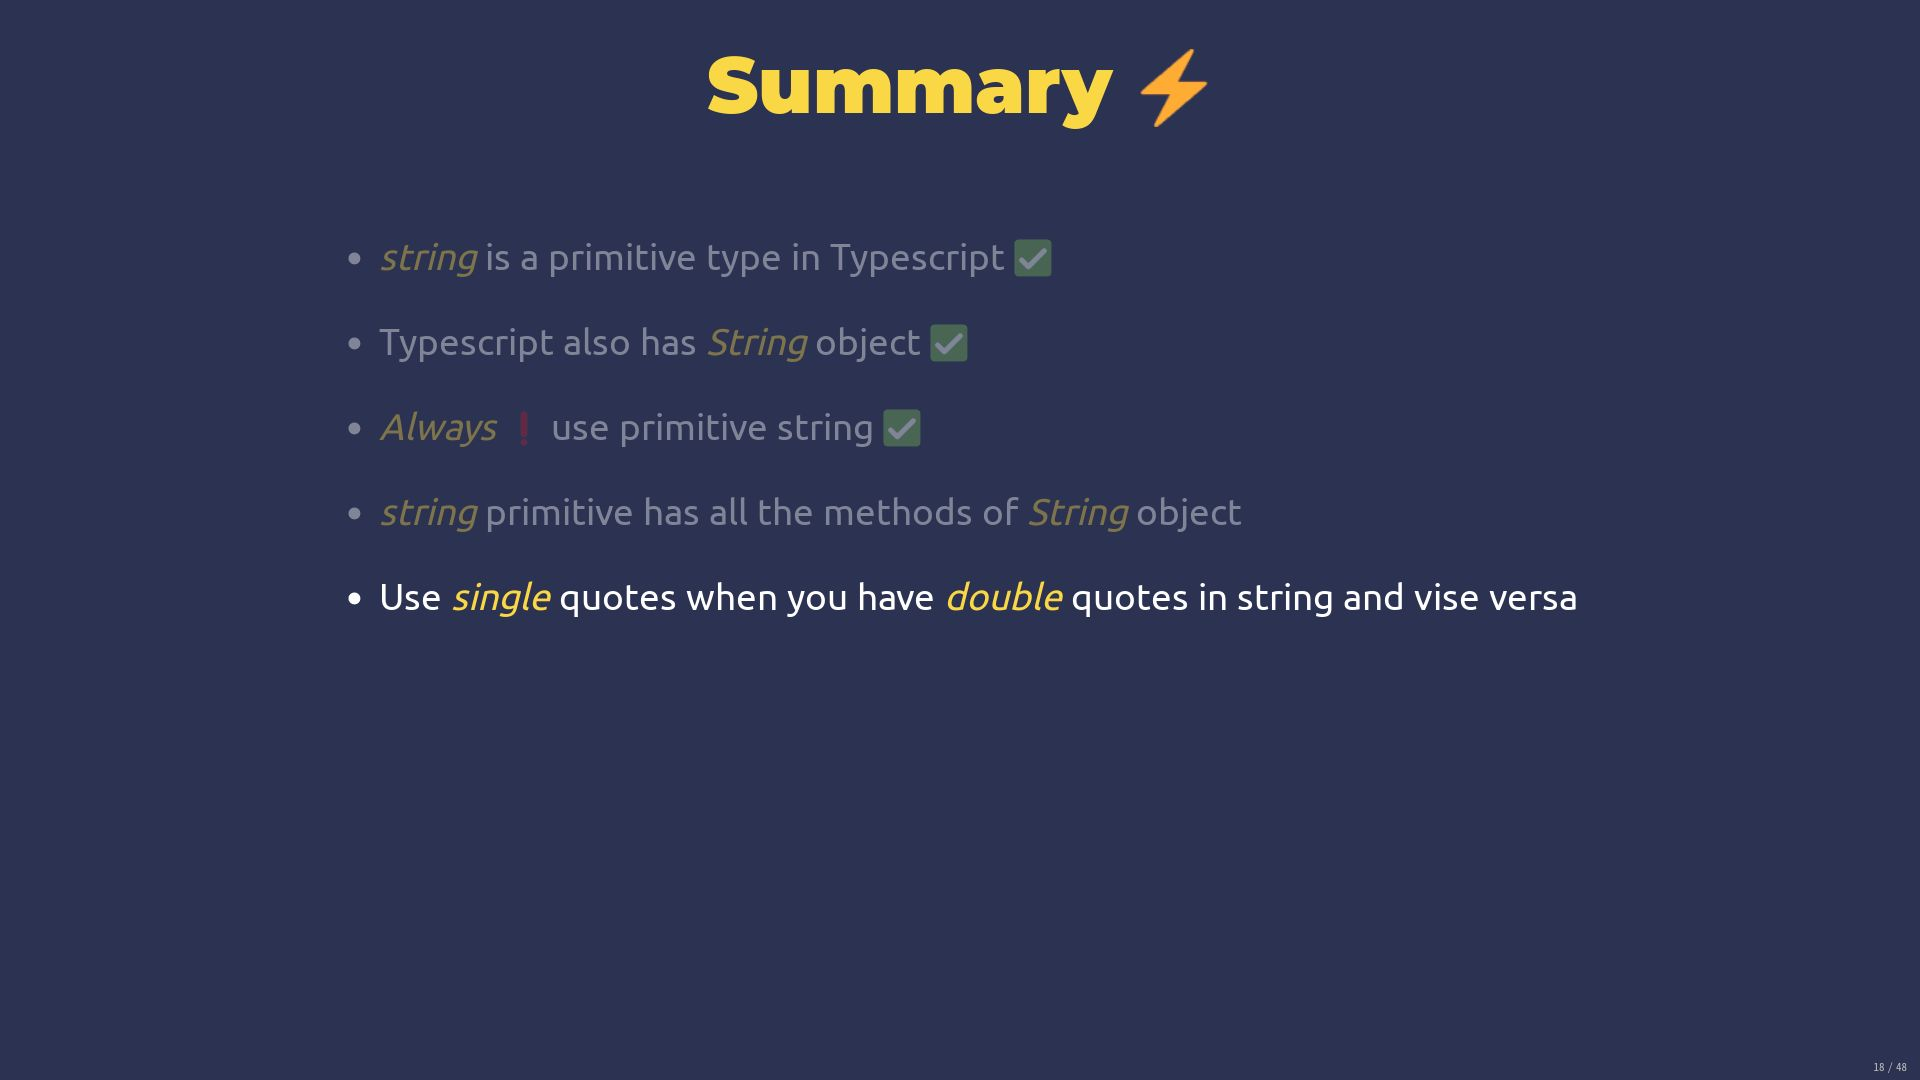 Summary ⚡
• string is a primitive type in Typescript ✅
• Typescript also has String object ✅
• Always ❗ use primitive string ✅
• string primitive has all the methods of String object
• Use single quotes when you have double quotes in string and vise versa
18 / 48